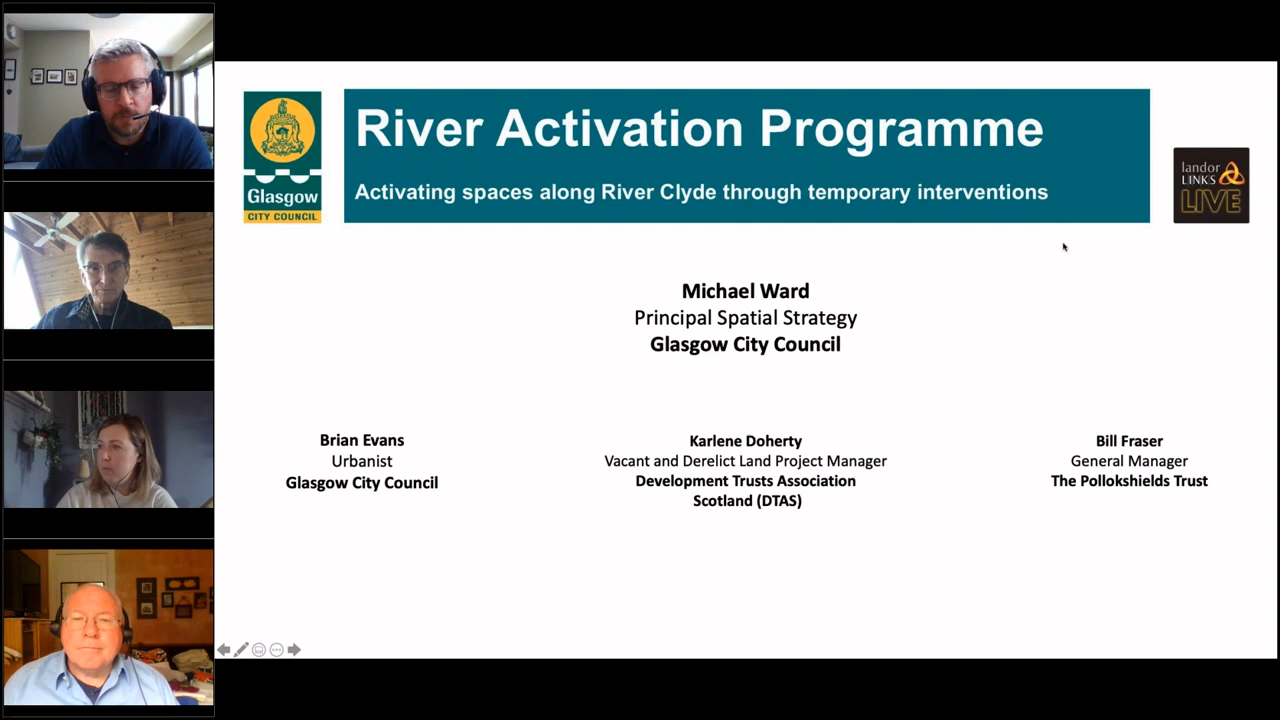 River Activation Programme
Activating spaces along River Clyde through temporary interventions
Glasgow
CITY COUNCIL
landor
LINKS
LIVE
Michael Ward
Principal Spatial Strategy
Glasgow City Council
Brian Evans
Urbanist
Glasgow City Council
Karlene Doherty
Vacant and Derelict Land Project Manager
Development Trusts Association
Scotland (DTAS)
Bill Fraser
General Manager
The Pollokshields Trust